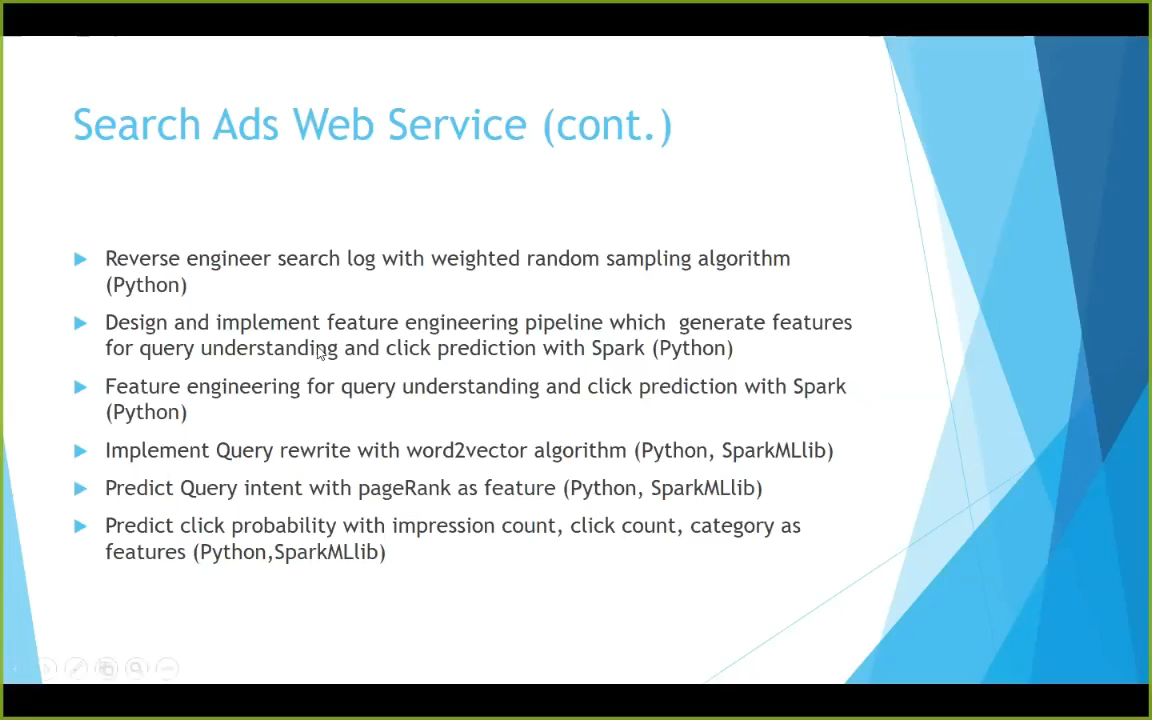 Search Ads Web Service (cont.)
Reverse engineer search log with weighted random sampling algorithm
(Python)
Design and implement feature engineering pipeline which  generate features
for query understanding and click prediction with Spark (Python)
Feature engineering for query understanding and click prediction with Spark
(Python)
Implement Query rewrite with word2vector algorithm (Python, SparkMLlib)
Predict Query intent with pageRank as feature (Python, SparkMLlib)
Predict click probability with impression count, click count, category as
features (Python,SparkMLlib)